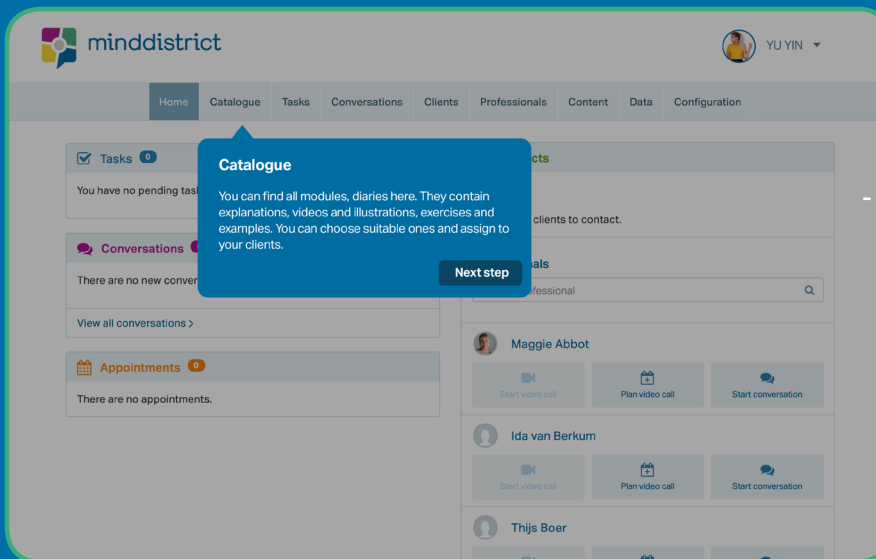 minddistrict
YU YIN
Home Catalogue Tasks Conversations Clients Professionals Content Data Configuration
Tasks 0
You have no pending tas
Catalogue
You can find all modules, diaries here. They contain
explanations, videos and illustrations, exercises and
examples. You can choose suitable ones and assign to
your clients.
Next step
Conversations
There are no new conver
View all conversations >
Appointments 0
There are no appointments.
cts
clients to contact.
nals
fessional
Maggie Abbot
Start video call Plan video call Start conversation
Ida van Berkum
Start video call Plan video call Start conversation
Thijs Boer